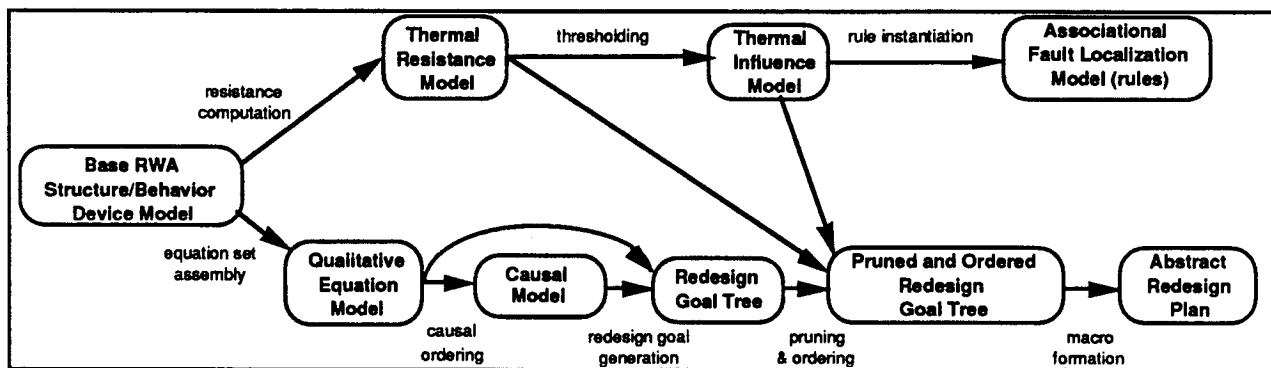 Thermal
Resistance
Model
thresholding
Thermal
Influence
Model
rule instantiation
Associational
Fault Localization
Model (rules)
resistance
computation
Base RWA
Structure/Behavior
Device Model
equation set
assembly
Qualitative
Equation
Model
causal
ordering
Causal
Model
redesign goal
generation
Redesign
Goal Tree
pruning
& ordering
Pruned and Ordered
Redesign
Goal Tree
macro
formation
Abstract
Redesign
Plan